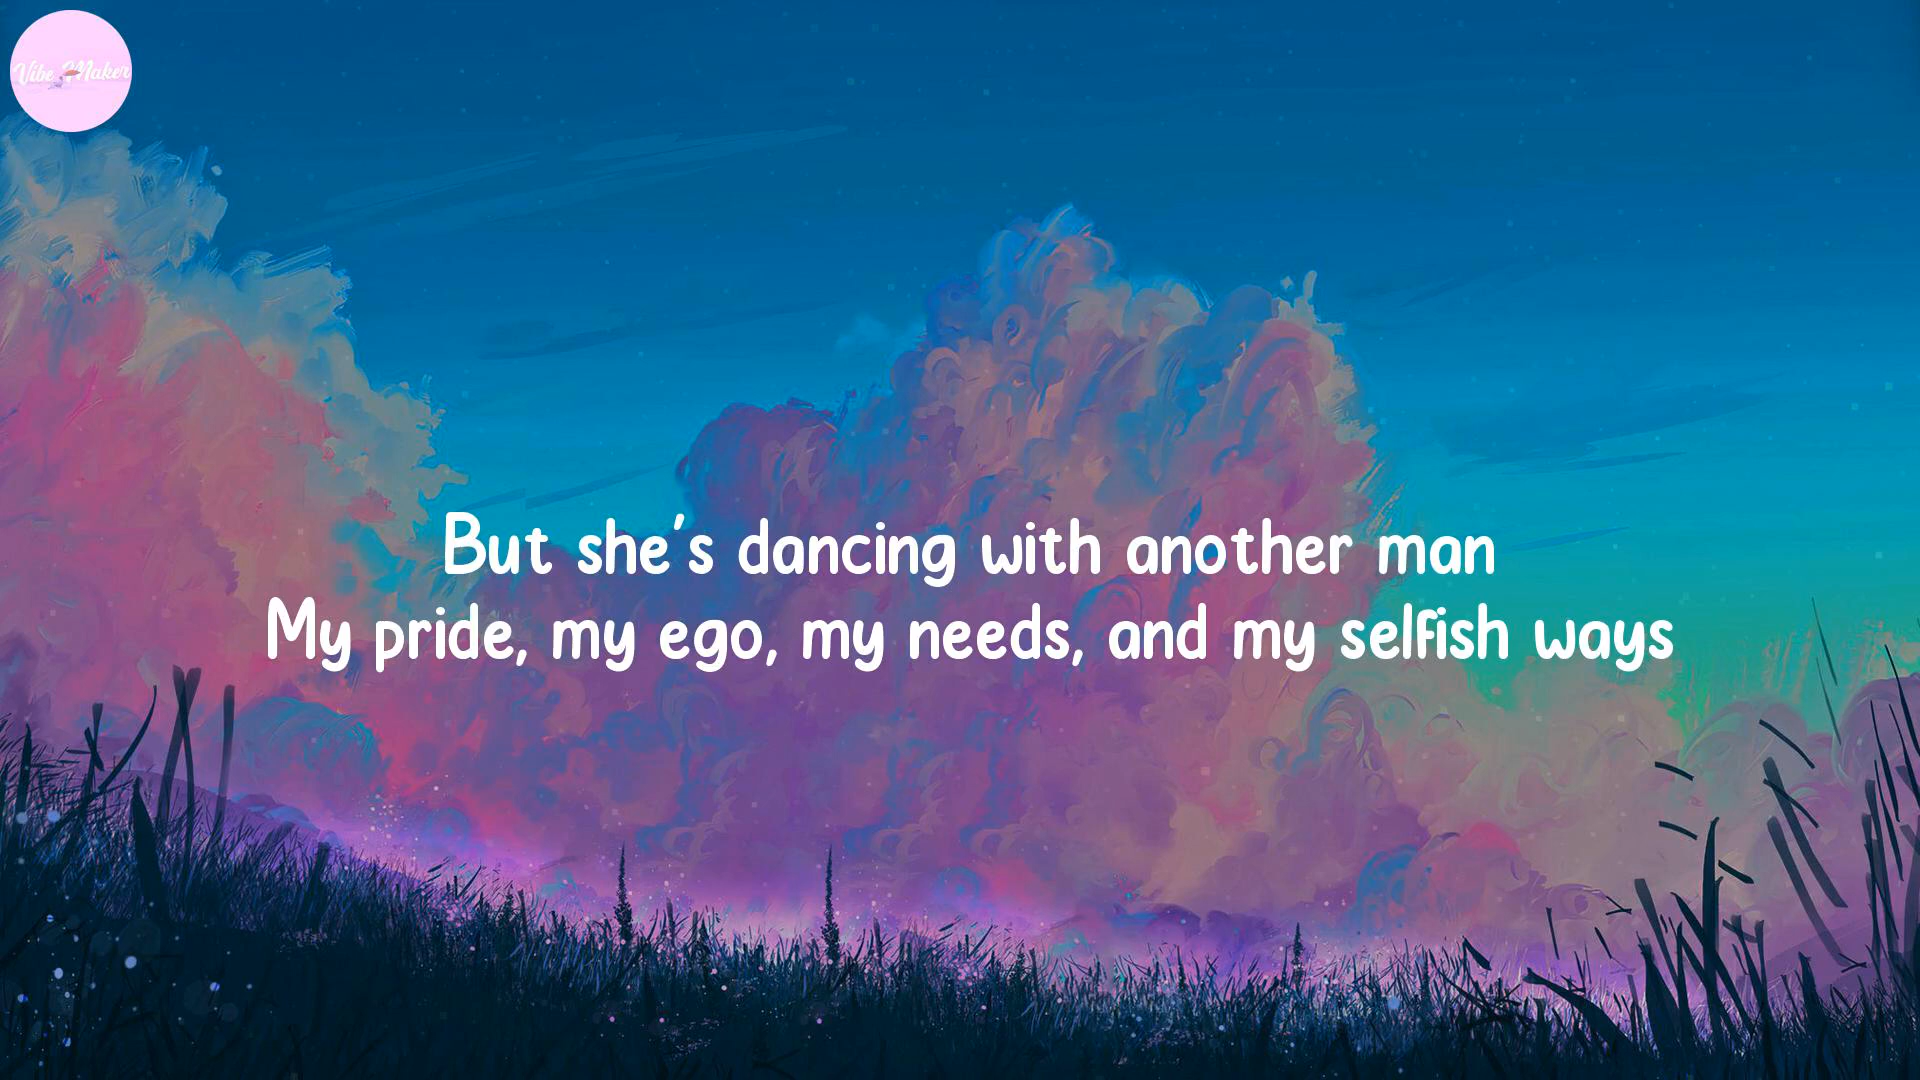 Vibe Maker
But she's dancing with another man
My pride, my ego, my needs, and my selfish ways